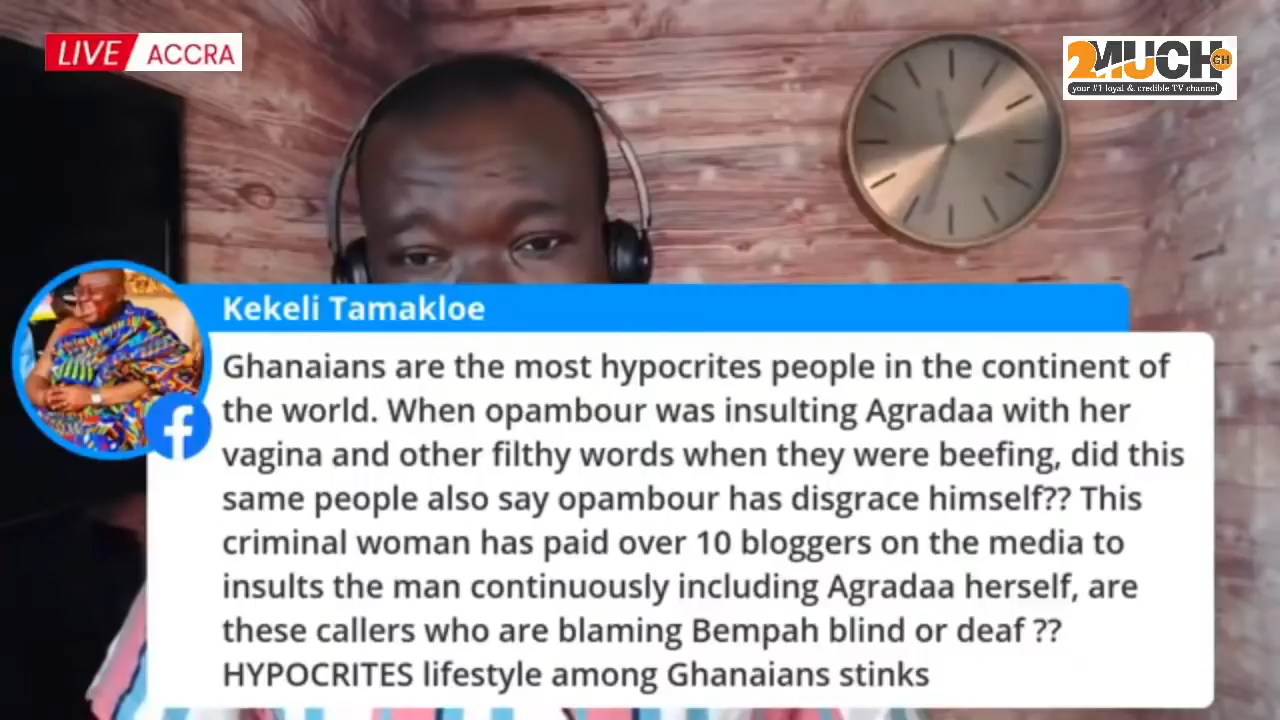 LIVE ACCRA
2MUCH GH
your #1 loyal & credible TV channel
Kekeli Tamakloe
Ghanaians are the most hypocrites people in the continent of
the world. When opambour was insulting Agradaa with her
vagina and other filthy words when they were beefing, did this
same people also say opambour has disgrace himself?? This
criminal woman has paid over 10 bloggers on the media to
insults the man continuously including Agradaa herself, are
these callers who are blaming Bempah blind or deaf ??
HYPOCRITES lifestyle among Ghanaians stinks